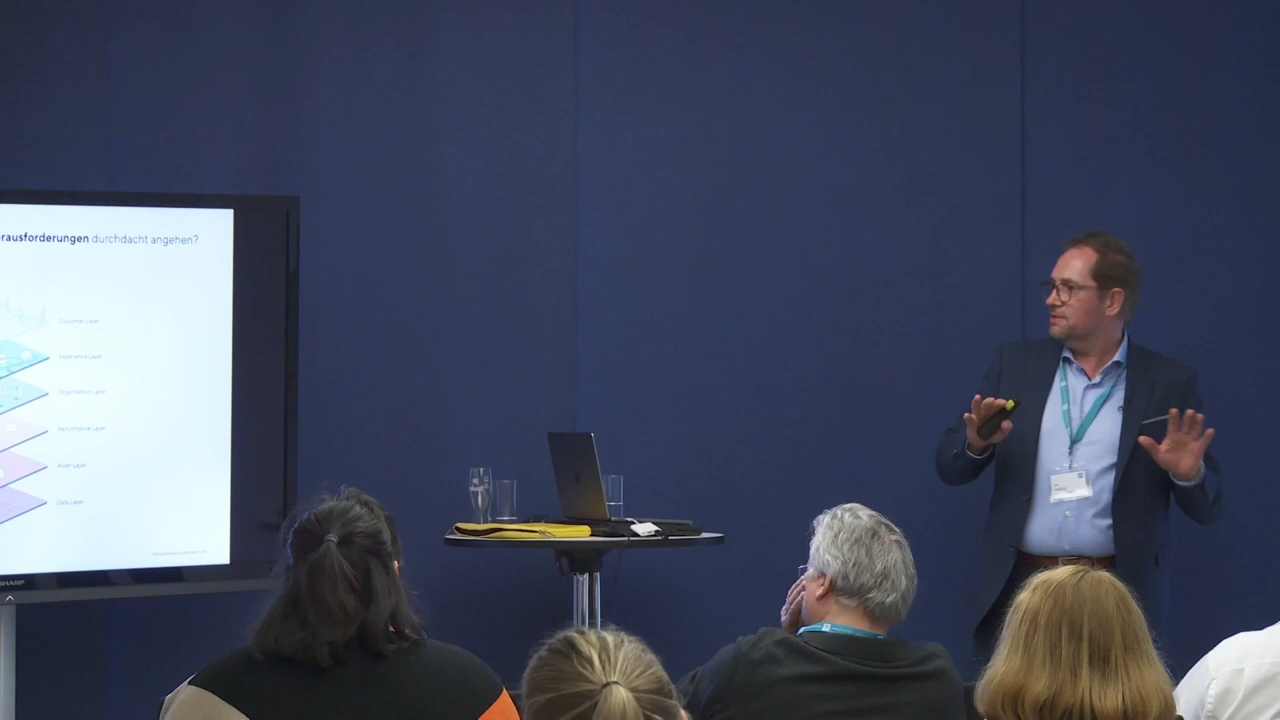 rausforderungen durchdacht angehen?
Customer Layer
Experience Layer
Organisation Layer
Performance Layer
Asset Layer
Data Layer
SHARP